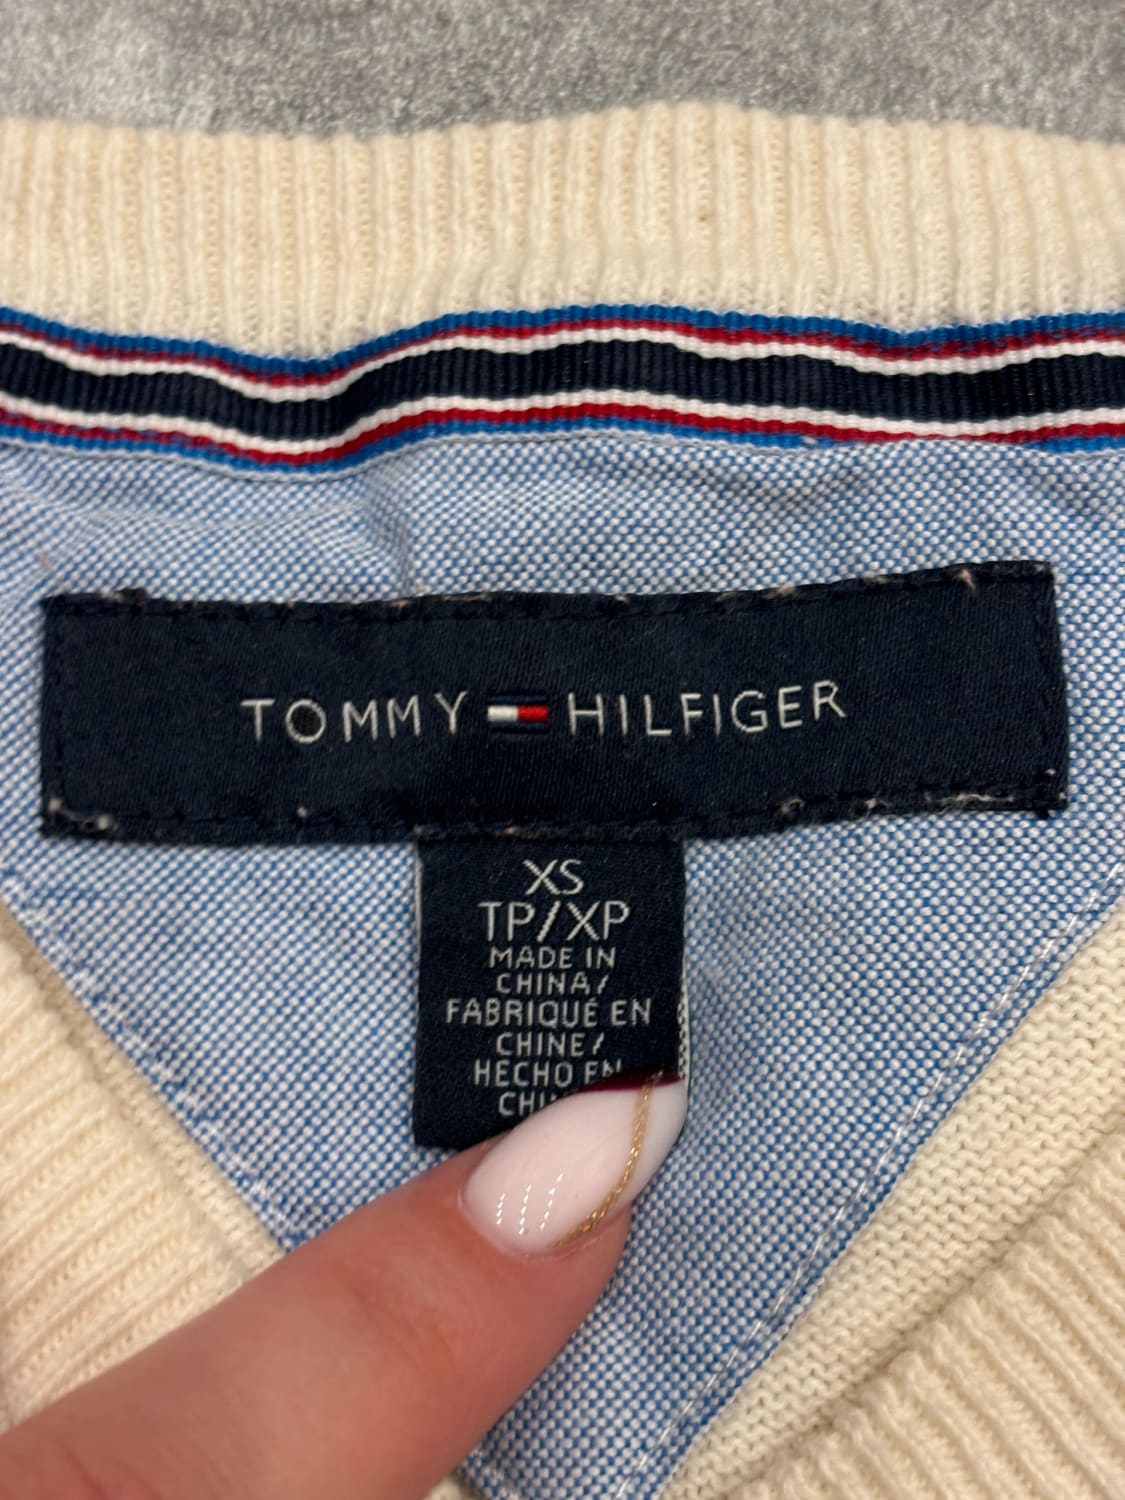 TOMMY HILFIGER
XS
TP/XP
MADE IN
CHINA/
FABRIQUÉ EN
CHINE/
HECHO EN